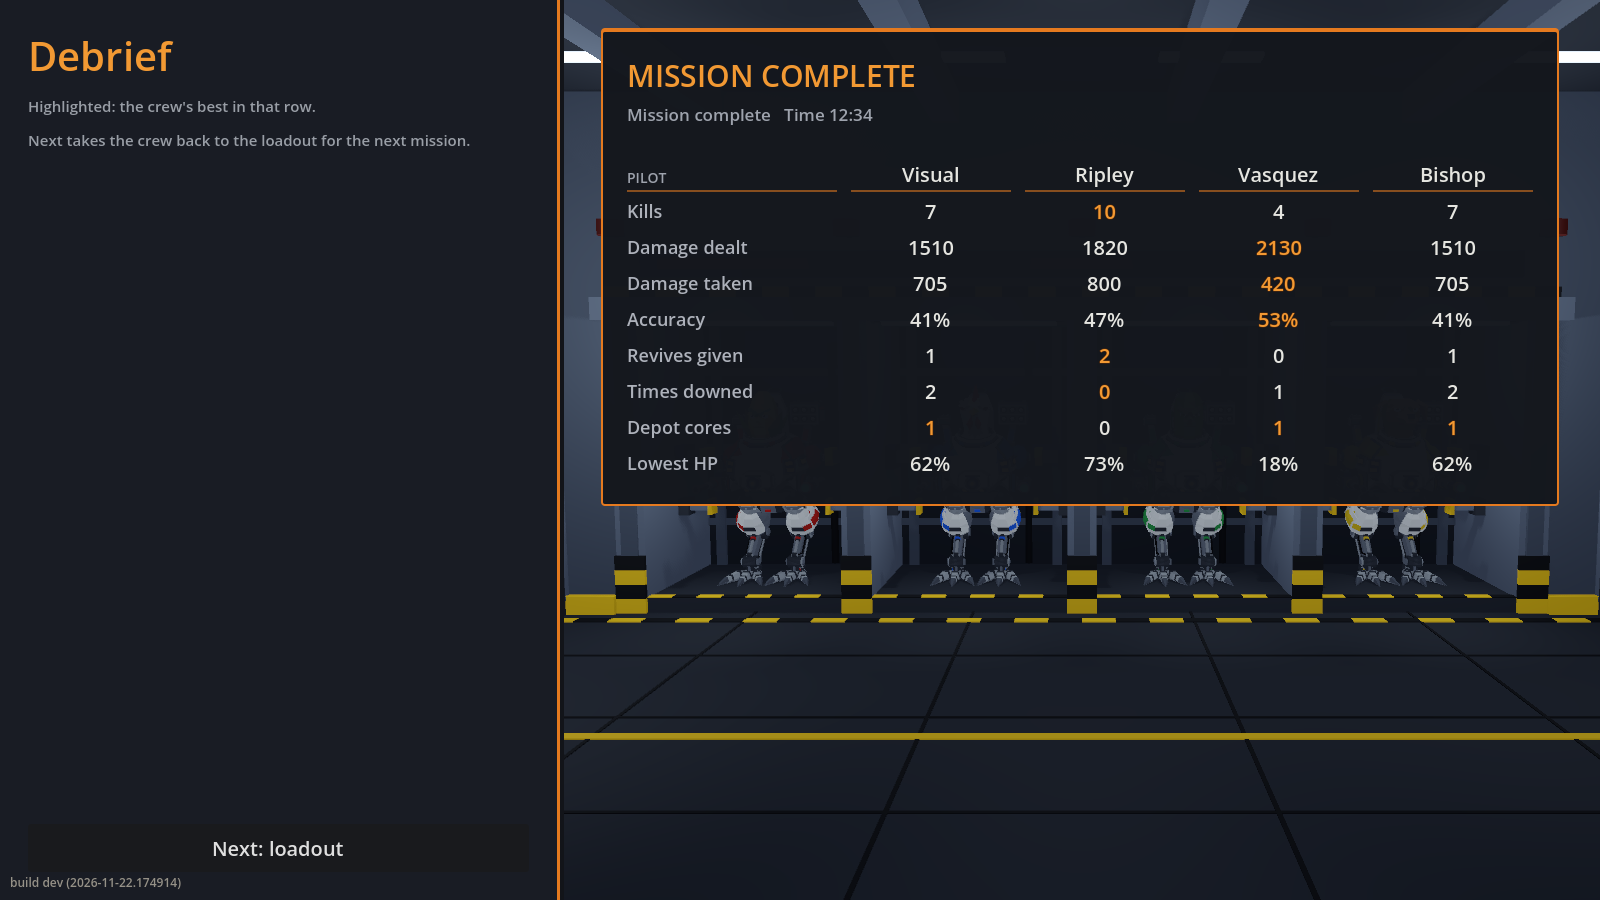 Debrief
Highlighted: the crew's best in that row.
Next takes the crew back to the loadout for the next mission.
MISSION COMPLETE
Mission complete Time 12:34
PILOT Visual Ripley Vasquez Bishop
Kills 7 10 4 7
Damage dealt 1510 1820 2130 1510
Damage taken 705 800 420 705
Accuracy 41% 47% 53% 41%
Revives given 1 2 0 1
Times downed 2 0 1 2
Depot cores 1 0 1 1
Lowest HP 62% 73% 18% 62%
Next: loadout
build dev (2026-11-22.174914)